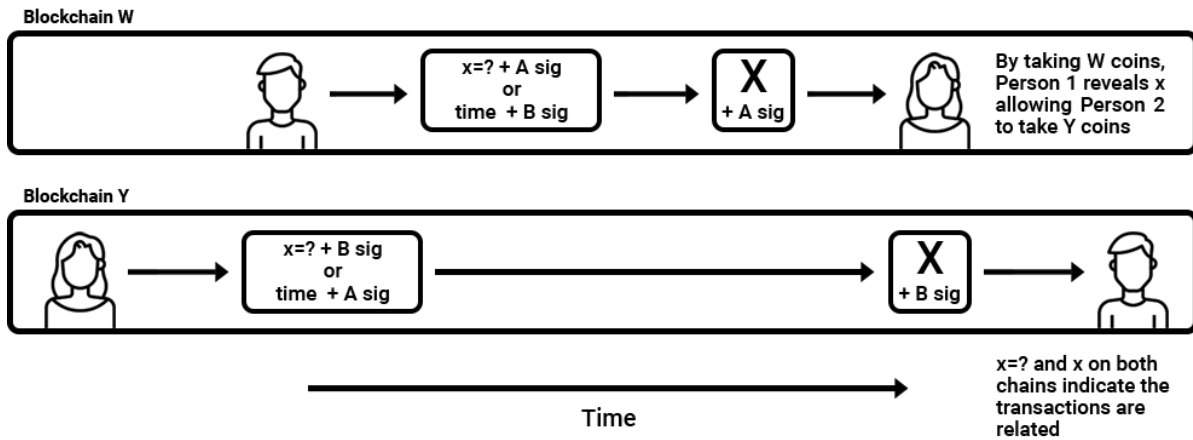 Blockchain W
x=? + A sig
or
time + B sig
X
+ A sig
By taking W coins,
Person 1 reveals x
allowing Person 2
to take Y coins
Blockchain Y
x=? + B sig
or
time + A sig
X
+ B sig
Time
x=? and x on both
chains indicate the
transactions are
related